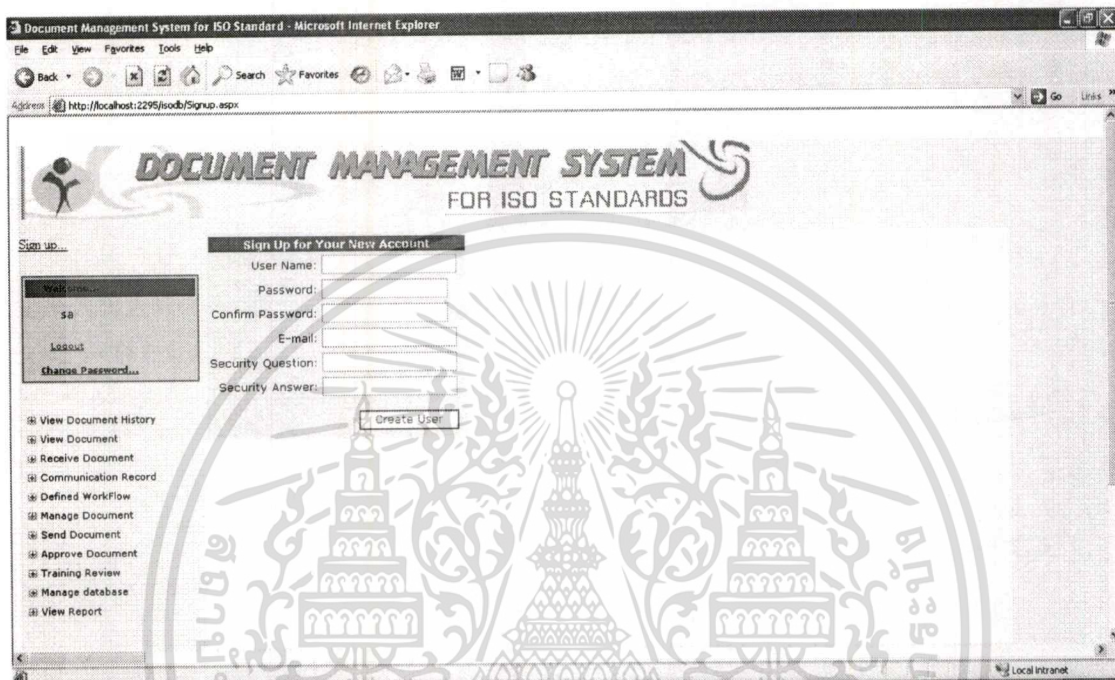 Document Management System for ISO Standard - Microsoft Internet Explorer
File Edit View Favorites Tools Help
Back Search Favorites
Address http://localhost:2295/isodb/Signup.aspx Go Links »
DOCUMENT MANAGEMENT SYSTEM
FOR ISO STANDARDS
Sign up...
Welcome...
sa
Logout
Change Password...
View Document History
View Document
Receive Document
Communication Record
Defined WorkFlow
Manage Document
Send Document
Approve Document
Training Review
Manage database
View Report
Sign Up for Your New Account
User Name:
Password:
Confirm Password:
E-mail:
Security Question:
Security Answer:
Create User
Local intranet